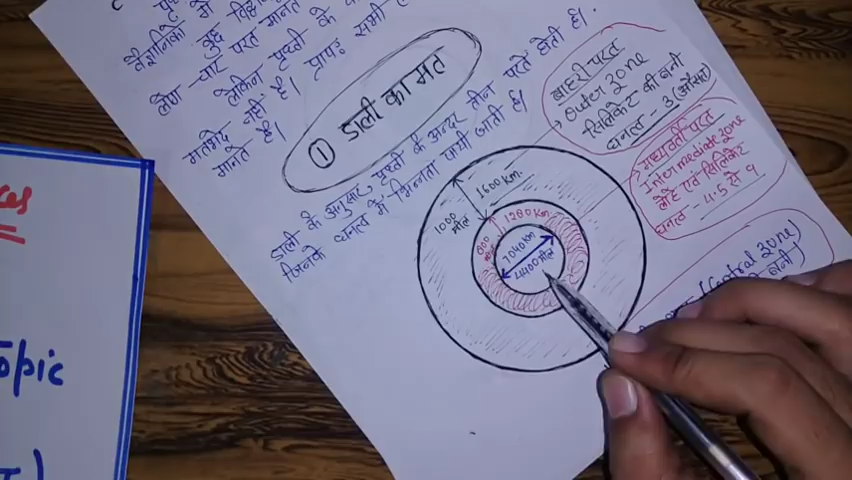 वैज्ञानिकों
कुछ
लोग चार परत मानते
लेकिन पृथ्वी के
मतभेद नहीं है। प्रायः सभी
मानते है।
① डाली का मत
डाली के अनुसार, पृथ्वी के अन्दर तीन परतें होती हैं।
जिनके घनत्व में भिन्नता पायी जाती है।
बाहरी परत
Outer Zone
सिलिकेट की बनी
घनत्व - 3 (औसत)
मध्यवर्ती परत
Intermediate Zone
लोहे एवं सिलिकेट
घनत्व - 4.5 से 9
(Central Zone)
बनी)
1600 km.
1000 मील
1280 km
800
7040 km
4400 मील
Topic